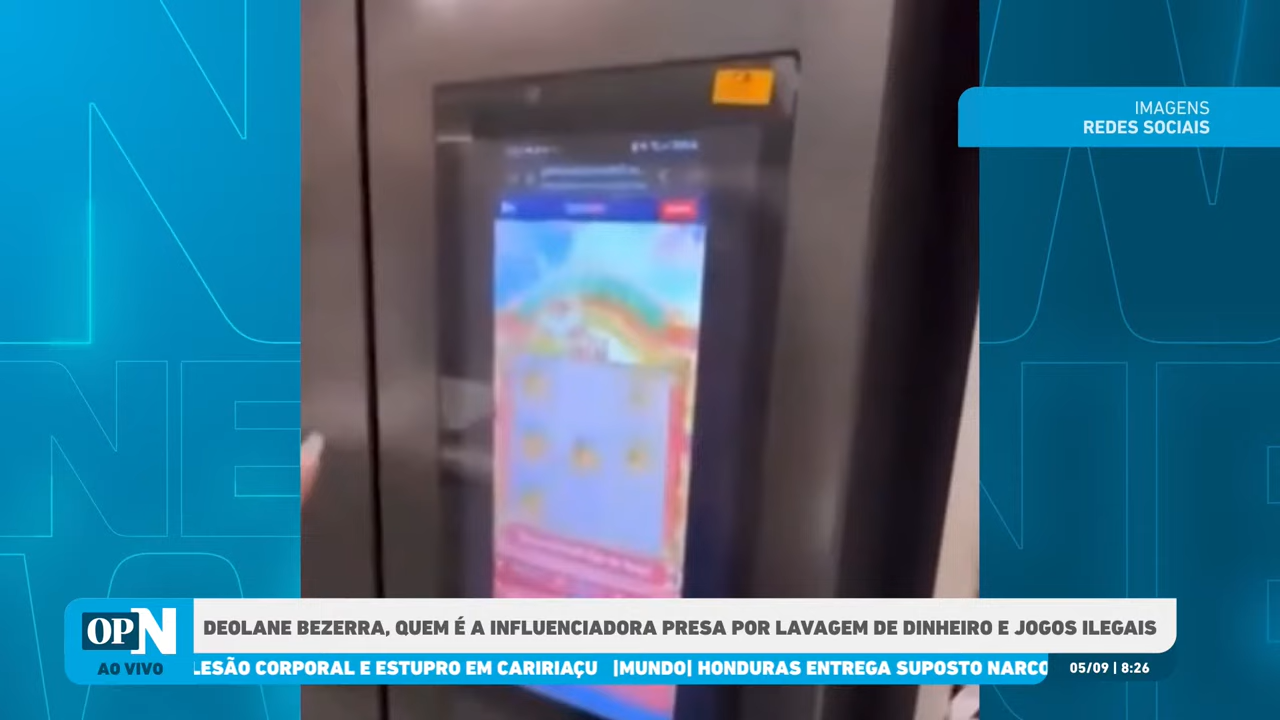 IMAGENS
REDES SOCIAIS
OPN
DEOLANE BEZERRA, QUEM É A INFLUENCIADORA PRESA POR LAVAGEM DE DINHEIRO E JOGOS ILEGAIS
AO VIVO
LESÃO CORPORAL E ESTUPRO EM CARIRIAÇU |MUNDO| HONDURAS ENTREGA SUPOSTO NARCO
05/09 | 8:26